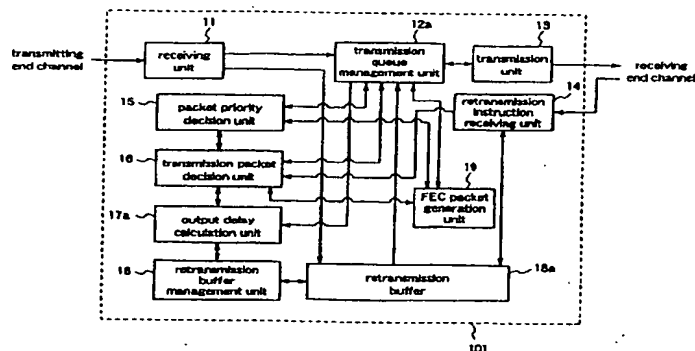 11
12a
13
transmitting
end channel
receiving
unit
transmission
queue
management unit
transmission
unit
receiving
end channel
14
15
packet priority
decision unit
retransmission
instruction
receiving unit
16
transmission packet
decision unit
19
FEC packet
generation
unit
17a
output delay
calculation unit
18
retransmission
buffer
management unit
retransmission
buffer
18a
101